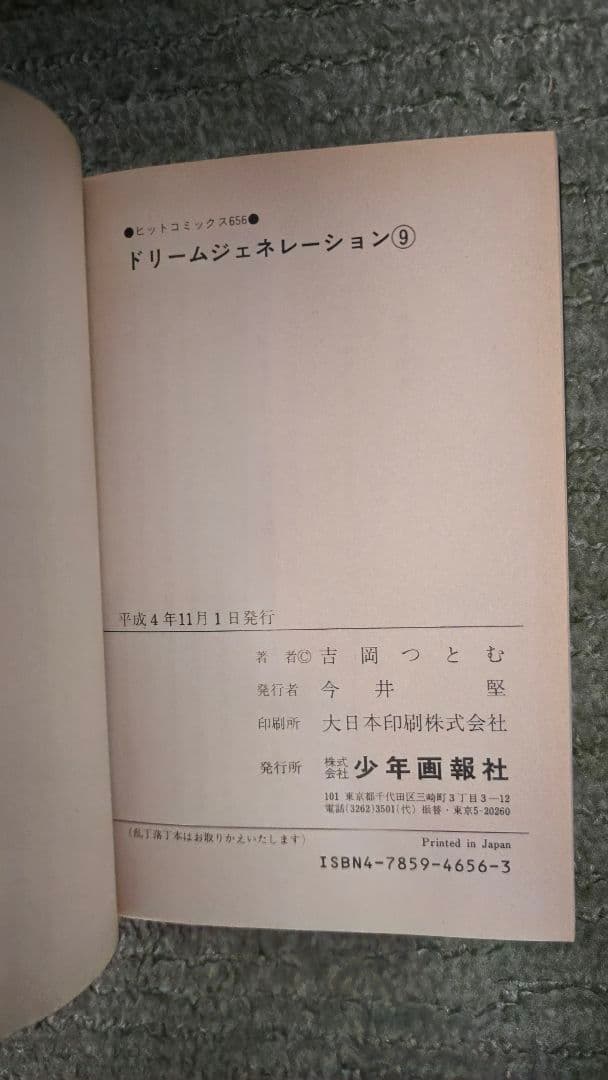 ●ヒットコミックス656●
ドリームジェネレーション⑨
平成4年11月1日発行
著 者© 吉岡つとむ
発行者 今井 堅
印刷所 大日本印刷株式会社
発行所 株式会社 少年画報社
101 東京都千代田区三崎町3丁目3—12
電話(3262)3501(代) 振替・東京5-20260
(乱丁落丁本はお取りかえいたします)
Printed in Japan
ISBN4-7859-4656-3